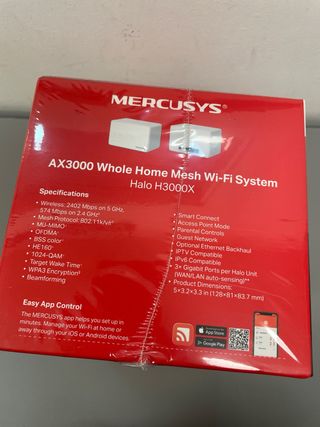 MERCUSYS®
AX3000 Whole Home Mesh Wi-Fi System
Halo H3000X
Specifications
• Wireless: 2402 Mbps on 5 GHz,
574 Mbps on 2.4 GHz†
• Mesh Protocol: 802.11k/v/r
• MU-MIMO
• OFDMA
• BSS color
• HE160
• 1024-QAM
• Target Wake Time
• WPA3 Encryption
• Beamforming
• Smart Connect
• Access Point Mode
• Parental Controls
• Guest Network
• Optional Ethernet Backhaul
• IPTV Compatible
• IPv6 Compatible
• 3× Gigabit Ports per Halo Unit
(WAN/LAN auto-sensing)**
• Product Dimensions:
5×3.2×3.3 in (128×81×83.7 mm)
Easy App Control
The MERCUSYS app helps you set up in
minutes. Manage your Wi-Fi at home or
away through your iOS or Android devices.
App Store
Google Play